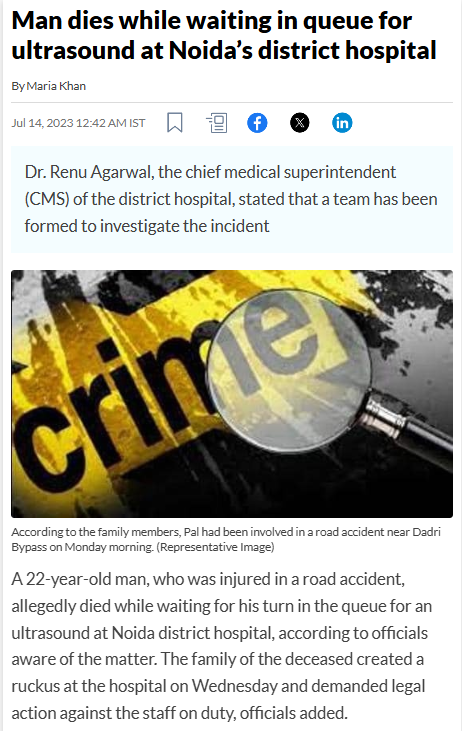 Man dies while waiting in queue for
ultrasound at Noida’s district hospital
By Maria Khan
Jul 14, 2023 12:42 AM IST
Dr. Renu Agarwal, the chief medical superintendent
(CMS) of the district hospital, stated that a team has been
formed to investigate the incident
crime
According to the family members, Pal had been involved in a road accident near Dadri
Bypass on Monday morning. (Representative Image)
A 22-year-old man, who was injured in a road accident,
allegedly died while waiting for his turn in the queue for an
ultrasound at Noida district hospital, according to officials
aware of the matter. The family of the deceased created a
ruckus at the hospital on Wednesday and demanded legal
action against the staff on duty, officials added.